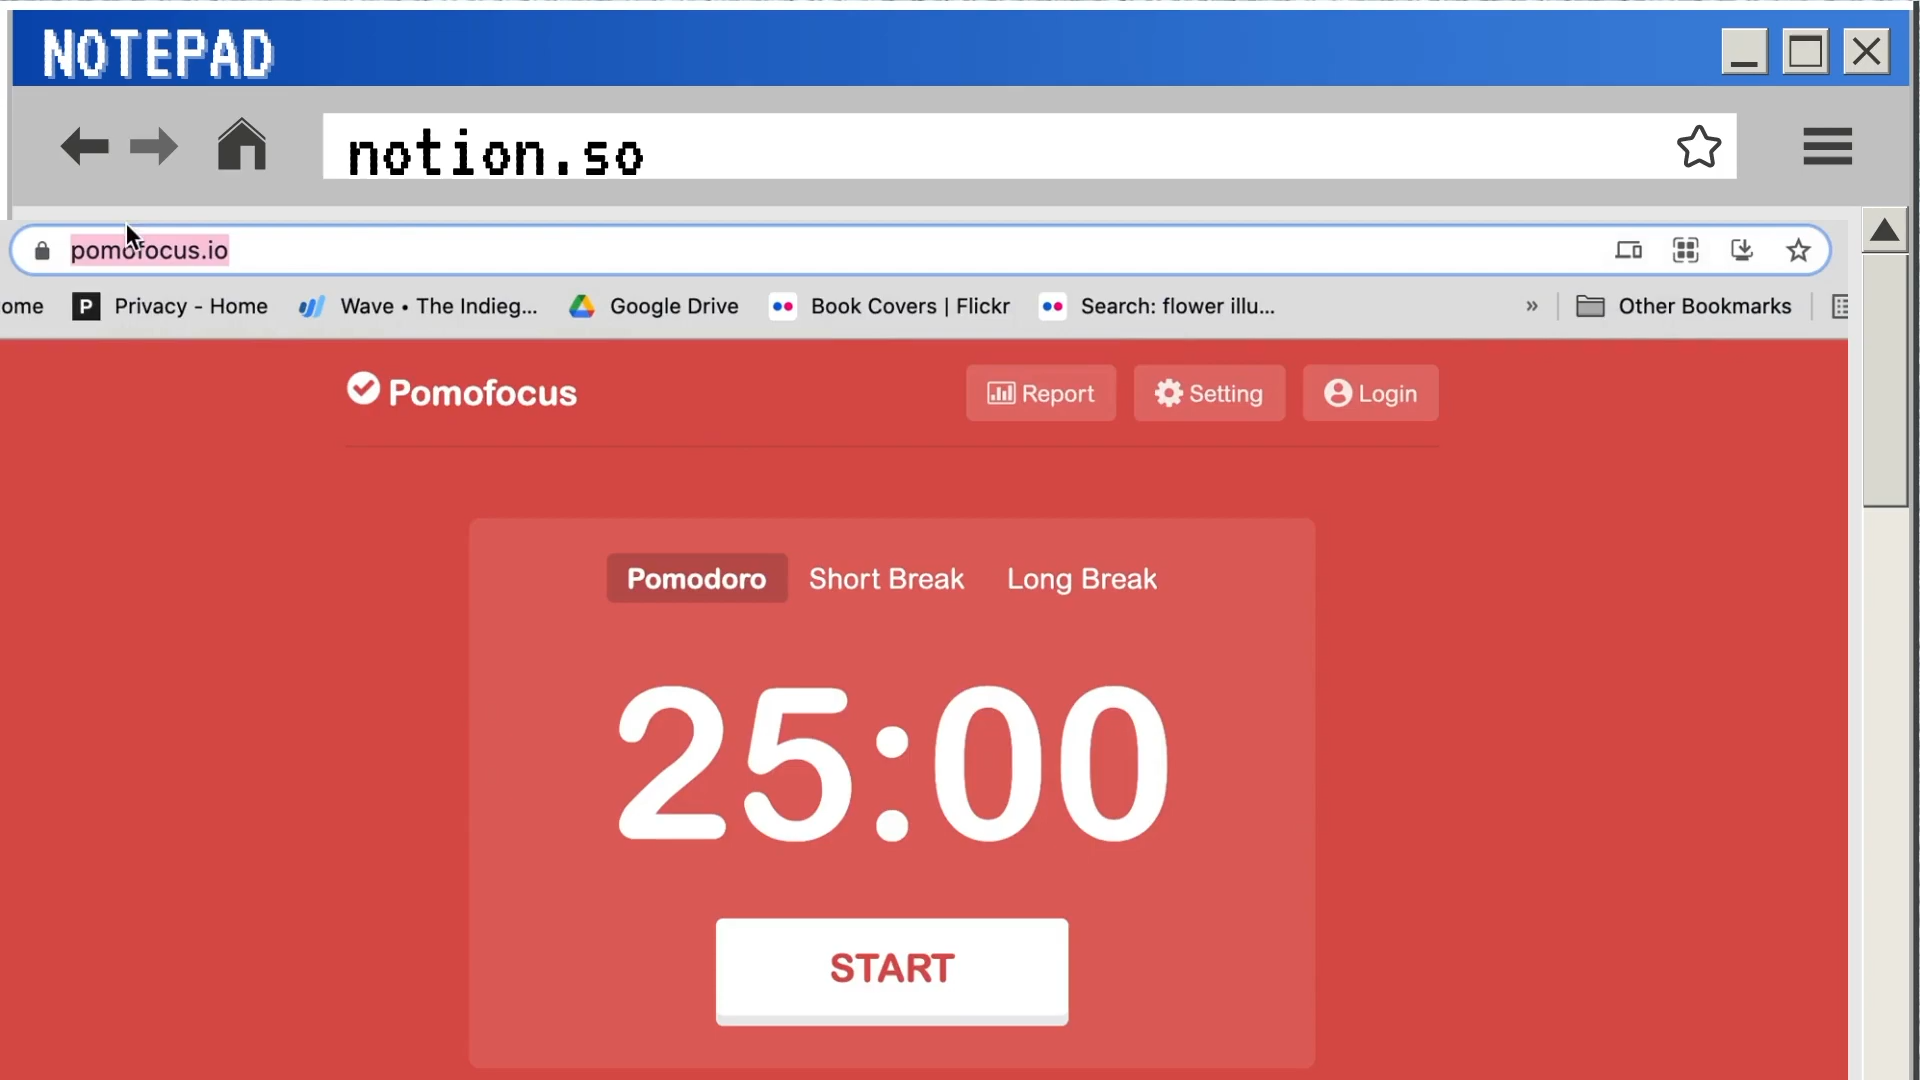 NOTEPAD
notion.so
pomofocus.io
ome P Privacy - Home Wave • The Indieg... Google Drive Book Covers | Flickr Search: flower illu... » Other Bookmarks
Pomofocus Report Setting Login
Pomodoro Short Break Long Break
25:00
START